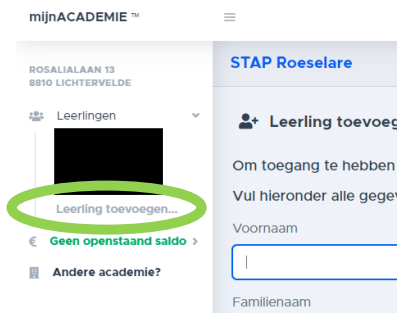 mijnACADEMIE ™
ROSALIALAAN 13
8810 LICHTERVELDE
Leerlingen
Leerling toevoegen...
€ Geen openstaand saldo >
Andere academie?
STAP Roeselare
Leerling toevoeg
Om toegang te hebben
Vul hieronder alle gege
Voornaam
Familienaam